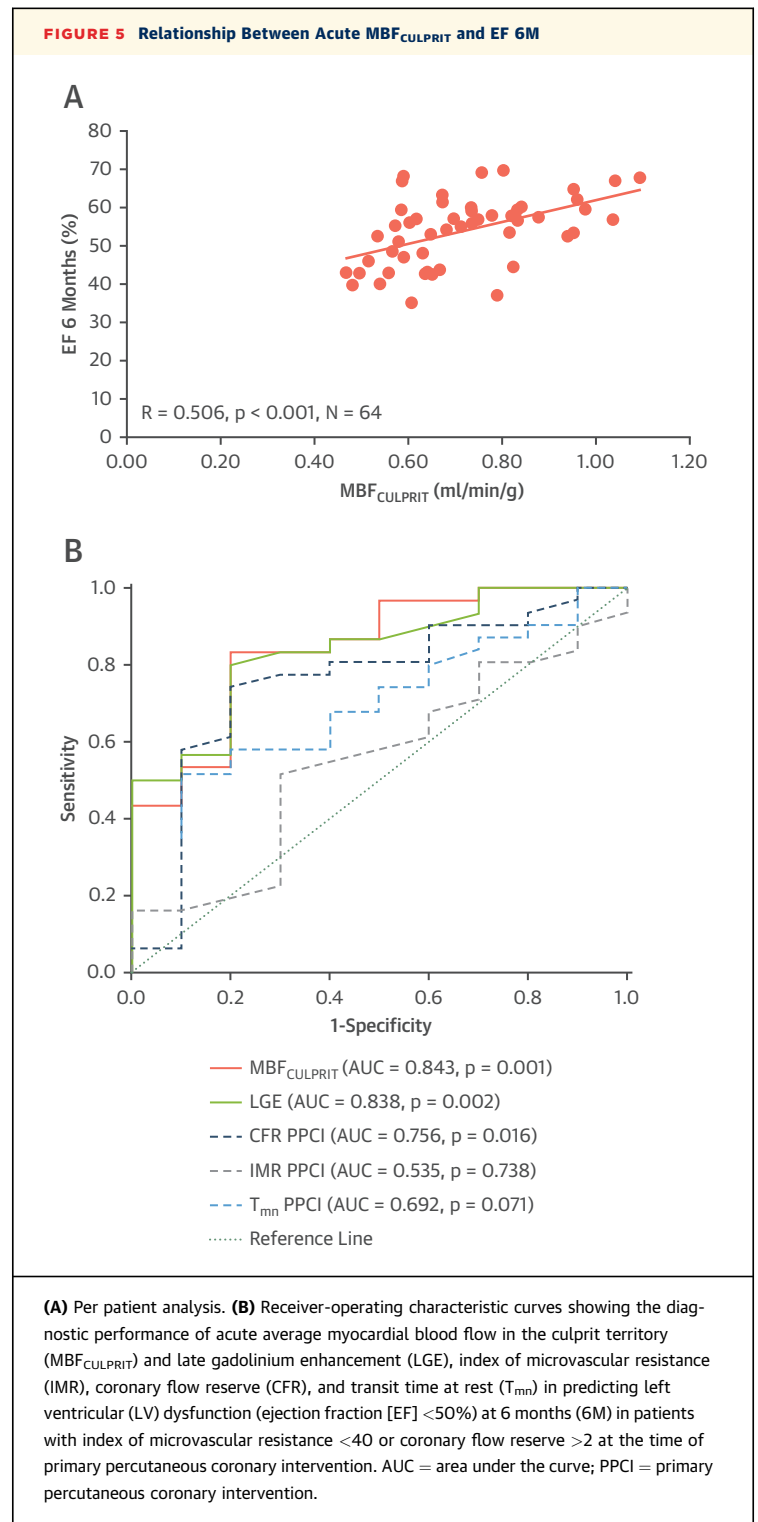 FIGURE 5 Relationship Between Acute MBFCULPRIT and EF 6M
A
80
70
60
50
40
30
20
10
0
EF 6 Months (%)
R = 0.506, p < 0.001, N = 64
0.00 0.20 0.40 0.60 0.80 1.00 1.20
MBFCULPRIT (ml/min/g)
B
1.0
0.8
0.6
0.4
0.2
0.0
Sensitivity
0.0 0.2 0.4 0.6 0.8 1.0
1-Specificity
MBFCULPRIT (AUC = 0.843, p = 0.001)
LGE (AUC = 0.838, p = 0.002)
CFR PPCI (AUC = 0.756, p = 0.016)
IMR PPCI (AUC = 0.535, p = 0.738)
Tmn PPCI (AUC = 0.692, p = 0.071)
Reference Line
(A) Per patient analysis. (B) Receiver-operating characteristic curves showing the diag-
nostic performance of acute average myocardial blood flow in the culprit territory
(MBFCULPRIT) and late gadolinium enhancement (LGE), index of microvascular resistance
(IMR), coronary flow reserve (CFR), and transit time at rest (Tmn) in predicting left
ventricular (LV) dysfunction (ejection fraction [EF] <50%) at 6 months (6M) in patients
with index of microvascular resistance <40 or coronary flow reserve >2 at the time of
primary percutaneous coronary intervention. AUC = area under the curve; PPCI = primary
percutaneous coronary intervention.